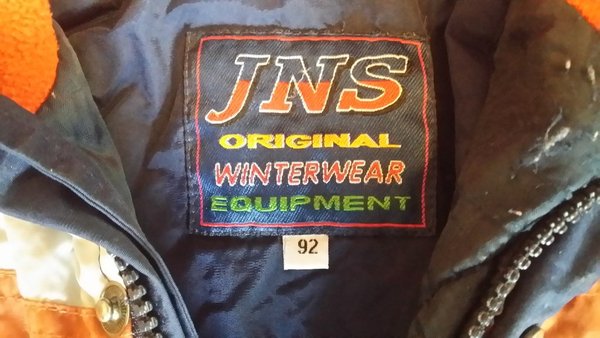 JNS
ORIGINAL
WINTERWEAR
EQUIPMENT
92